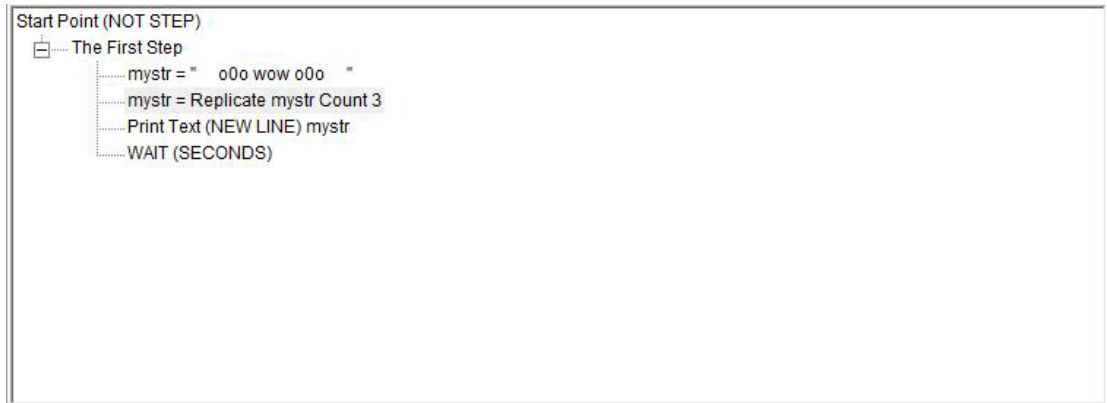 Start Point (NOT STEP)
The First Step
mystr = "    o0o wow o0o    "
mystr = Replicate mystr Count 3
Print Text (NEW LINE) mystr
WAIT (SECONDS)